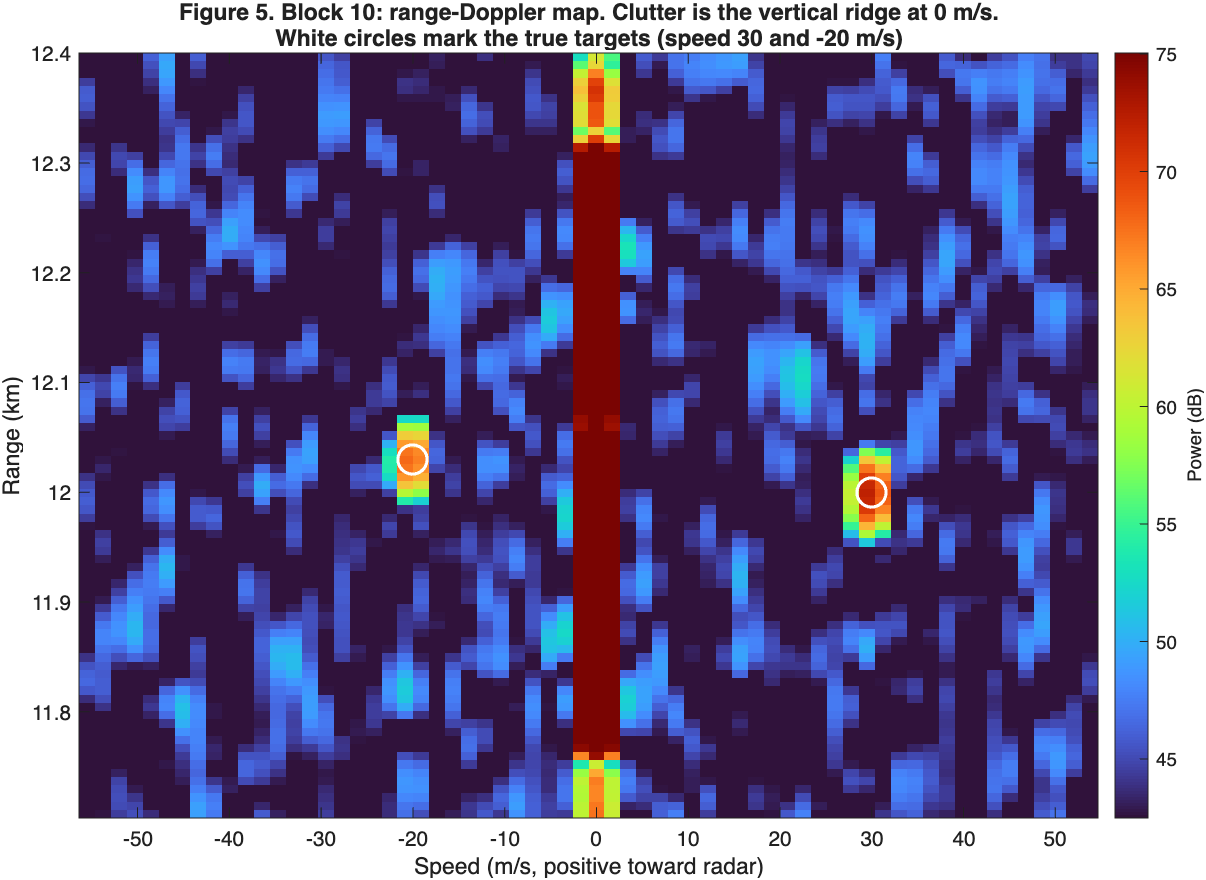 Figure 5. Block 10: range-Doppler map. Clutter is the vertical ridge at 0 m/s.
White circles mark the true targets (speed 30 and -20 m/s)
12.4
12.3
12.2
12.1
12
11.9
11.8
Range (km)
-50 -40 -30 -20 -10 0 10 20 30 40 50
Speed (m/s, positive toward radar)
75
70
65
60
55
50
45
Power (dB)